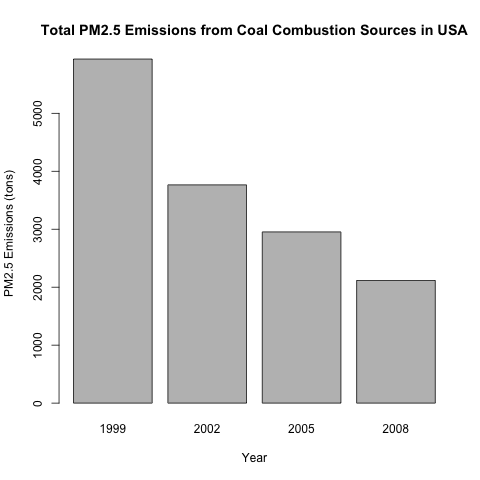 Total PM2.5 Emissions from Coal Combustion Sources in USA
PM2.5 Emissions (tons)
5000
4000
3000
2000
1000
0
1999 2002 2005 2008
Year